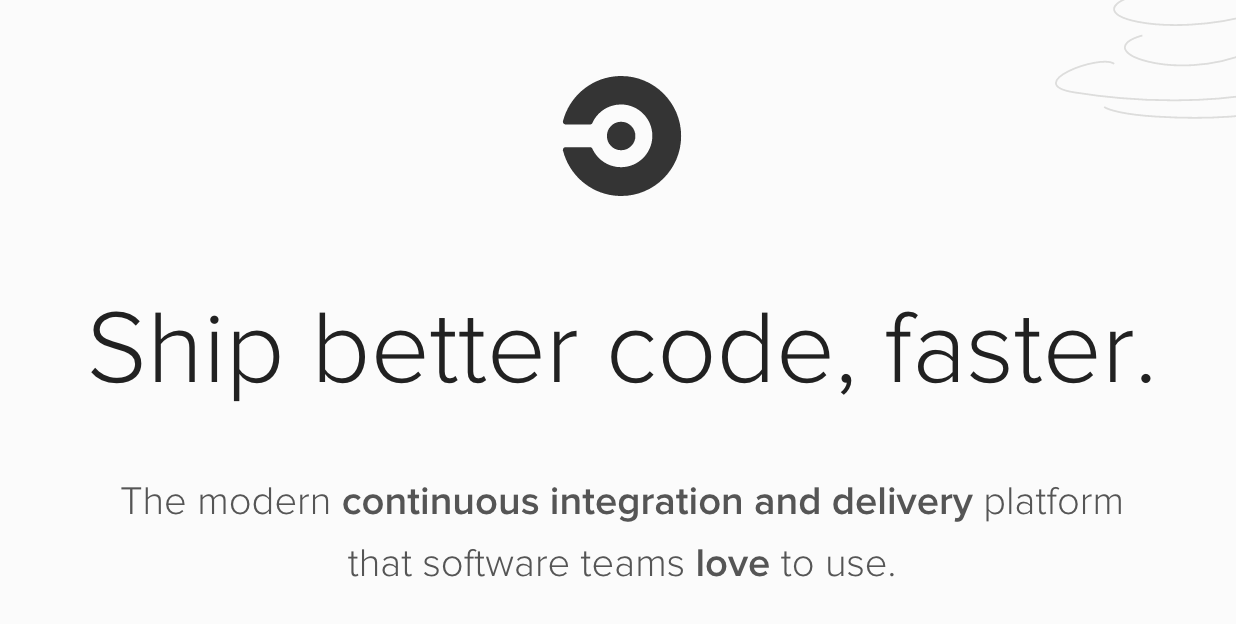 Ship better code, faster.
The modern continuous integration and delivery platform
that software teams love to use.